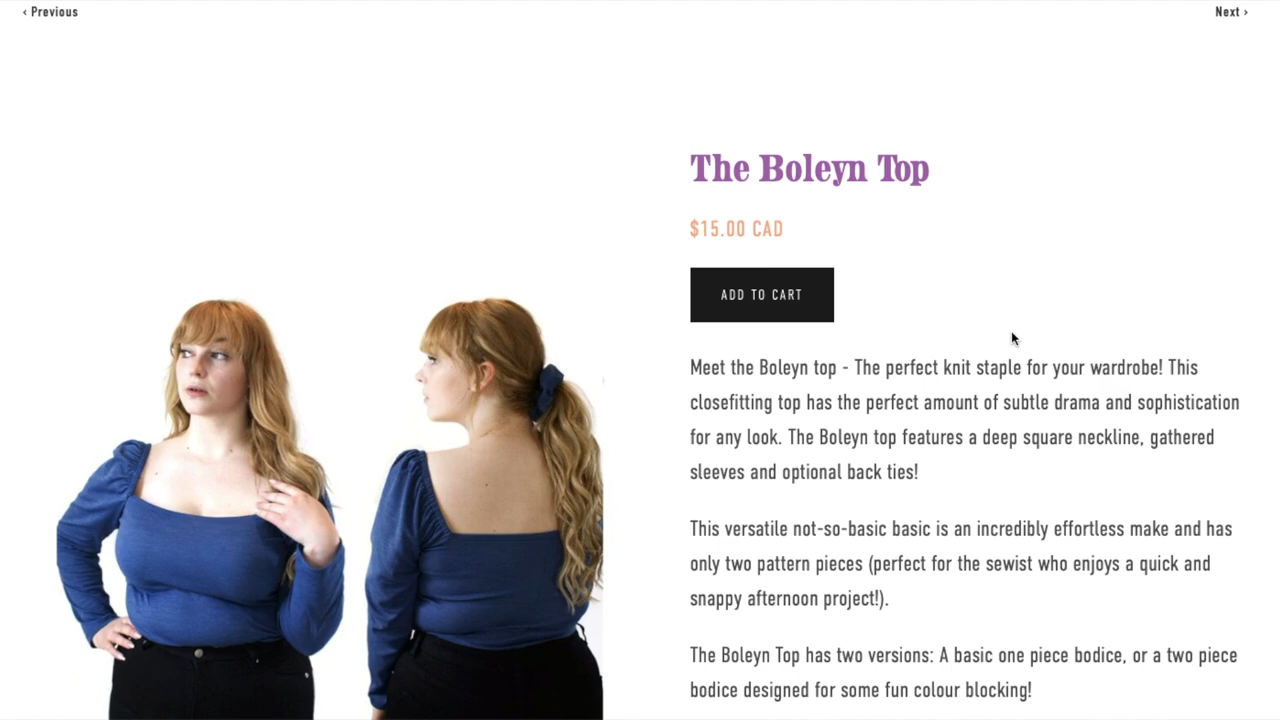 ‹ Previous
Next ›
The Boleyn Top
$15.00 CAD
ADD TO CART
Meet the Boleyn top - The perfect knit staple for your wardrobe! This
closefitting top has the perfect amount of subtle drama and sophistication
for any look. The Boleyn top features a deep square neckline, gathered
sleeves and optional back ties!
This versatile not-so-basic basic is an incredibly effortless make and has
only two pattern pieces (perfect for the sewist who enjoys a quick and
snappy afternoon project!).
The Boleyn Top has two versions: A basic one piece bodice, or a two piece
bodice designed for some fun colour blocking!